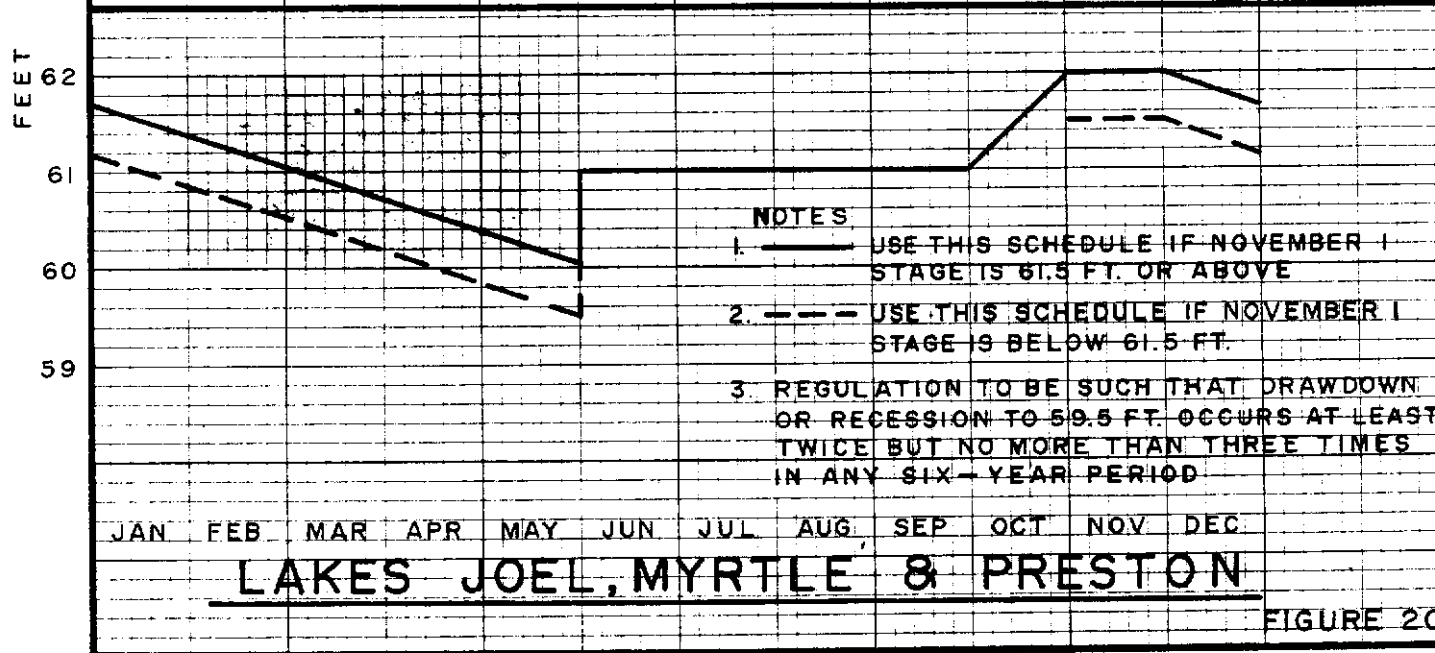 FEET
62
61
60
59
NOTES
1. USE THIS SCHEDULE IF NOVEMBER 1
STAGE IS 61.5 FT. OR ABOVE
2. USE THIS SCHEDULE IF NOVEMBER 1
STAGE IS BELOW 61.5 FT.
3. REGULATION TO BE SUCH THAT DRAWDOWN
OR RECESSION TO 59.5 FT. OCCURS AT LEAST
TWICE BUT NO MORE THAN THREE TIMES
IN ANY SIX-YEAR PERIOD
JAN FEB MAR APR MAY JUN JUL AUG SEP OCT NOV DEC
LAKES JOEL, MYRTLE & PRESTON
FIGURE